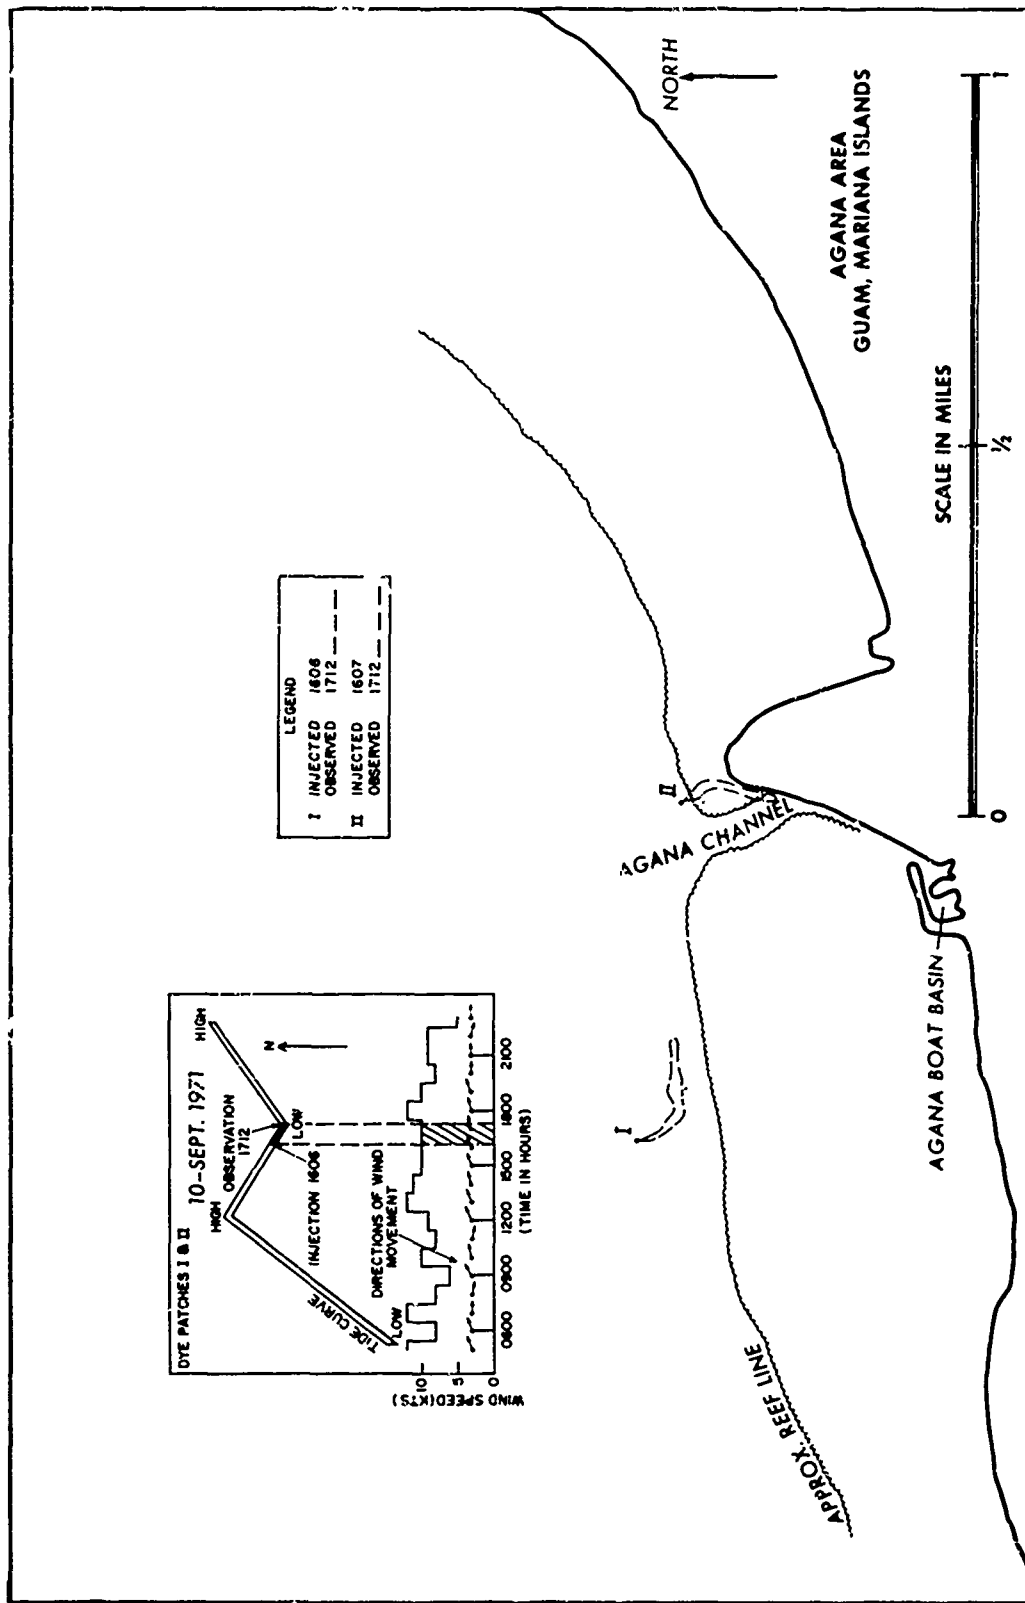 DYE PATCHES I & II
10-SEPT. 1971
HIGH
OBSERVATION
1712
HIGH
INJECTION 1606
LOW
N
TIDE CURVE
LOW
DIRECTIONS OF WIND
MOVEMENT
WIND SPEED (KTS)
10
5
0
0600 0900 1200 1500 1800 2100
(TIME IN HOURS)
LEGEND
I INJECTED 1606
OBSERVED 1712
II INJECTED 1607
OBSERVED 1712
I
II
AGANA CHANNEL
APPROX. REEF LINE
AGANA BOAT BASIN
NORTH
AGANA AREA
GUAM, MARIANA ISLANDS
SCALE IN MILES
0 1/2 1